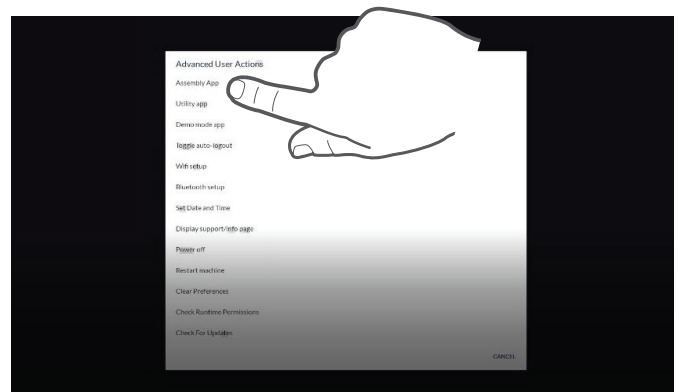 Advanced User Actions
Assembly App
Utility app
Demo mode app
Toggle auto-logout
Wifi setup
Bluetooth setup
Set Date and Time
Display support/info page
Power off
Restart machine
Clear Preferences
Check Runtime Permissions
Check For Updates
CANCEL